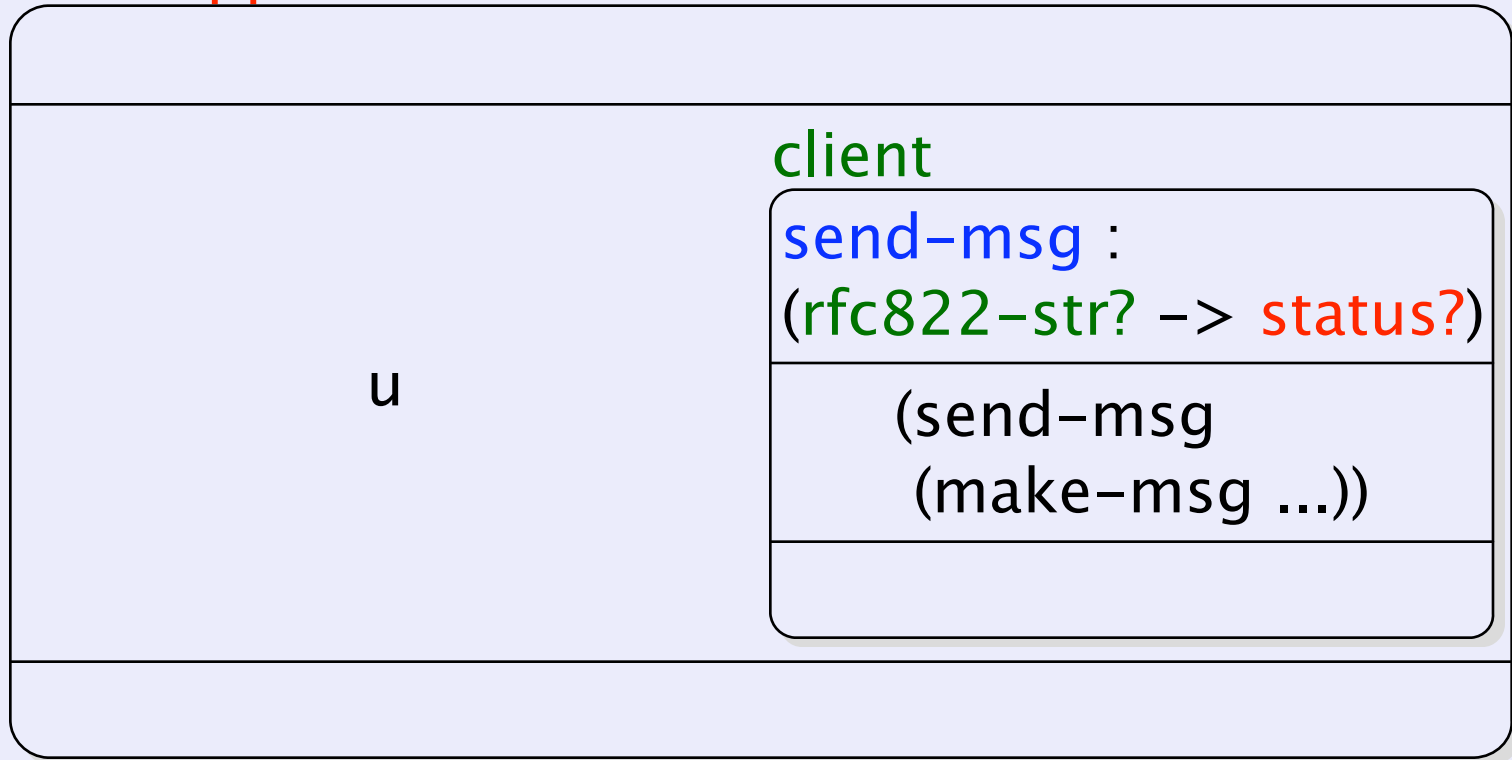 client
send-msg :
(rfc822-str? -> status?)
u
(send-msg
(make-msg ...))